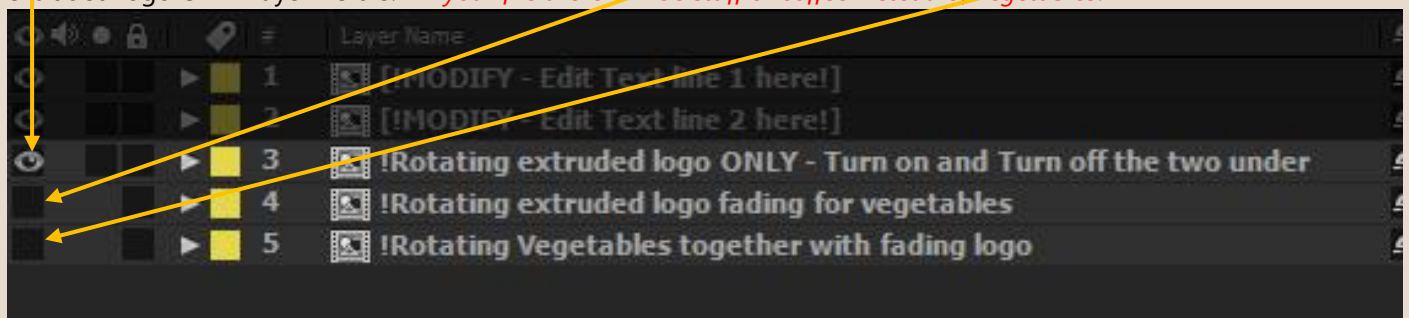 # Layer Name
1 [!MODIFY - Edit Text line 1 here!]
2 [!MODIFY - Edit Text line 2 here!]
3 !Rotating extruded logo ONLY - Turn on and Turn off the two under
4 !Rotating extruded logo fading for vegetables
5 !Rotating Vegetables together with fading logo